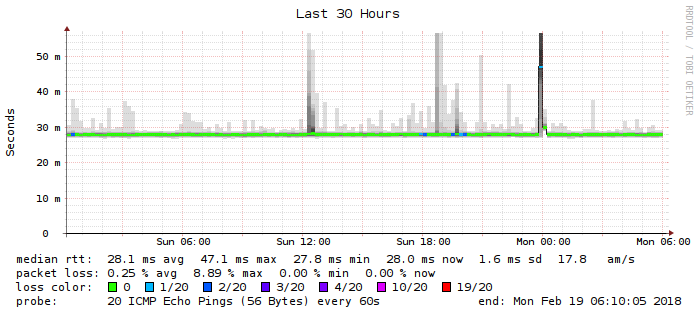 Last 30 Hours
RRDTOOL / TOBI OETIKER
Seconds
50 m
40 m
30 m
20 m
10 m
0
Sun 06:00 Sun 12:00 Sun 18:00 Mon 00:00 Mon 06:00
median rtt: 28.1 ms avg 47.1 ms max 27.8 ms min 28.0 ms now 1.6 ms sd 17.8 am/s
packet loss: 0.25 % avg 8.89 % max 0.00 % min 0.00 % now
loss color: 0 1/20 2/20 3/20 4/20 10/20 19/20
probe: 20 ICMP Echo Pings (56 Bytes) every 60s end: Mon Feb 19 06:10:05 2018